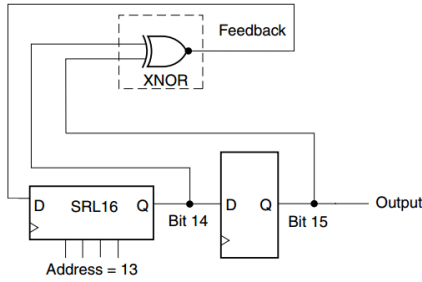 Feedback
XNOR
D SRL16 Q
Bit 14
D Q
Bit 15
Output
Address = 13